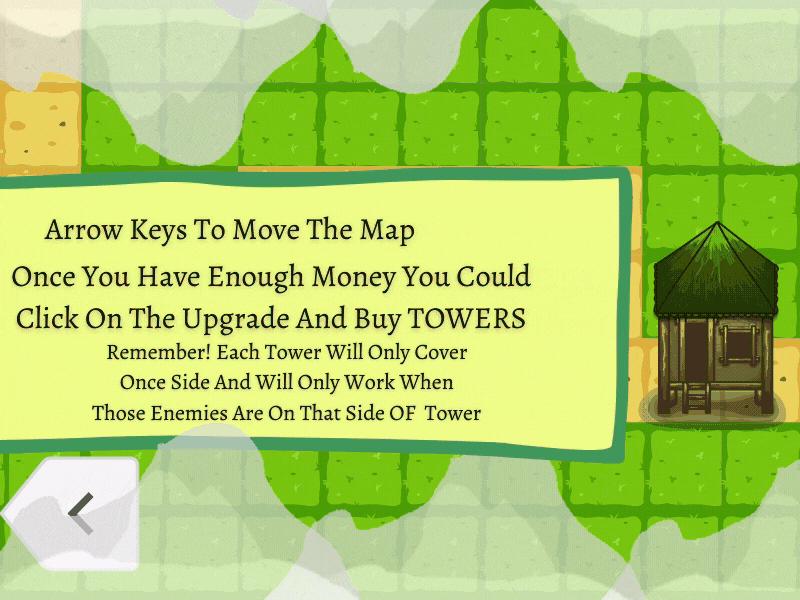 Arrow Keys To Move The Map
Once You Have Enough Money You Could
Click On The Upgrade And Buy TOWERS
Remember! Each Tower Will Only Cover
Once Side And Will Only Work When
Those Enemies Are On That Side OF Tower